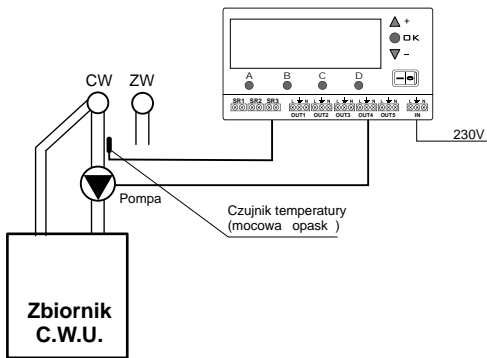 +
OK
−
A B C D
SR1 SR2 SR3 L N L N L N L N L N L N
OUT1 OUT2 OUT3 OUT4 OUT5 IN
230V
CW ZW
Pompa
Czujnik temperatury
(mocowa opask )
Zbiornik
C.W.U.